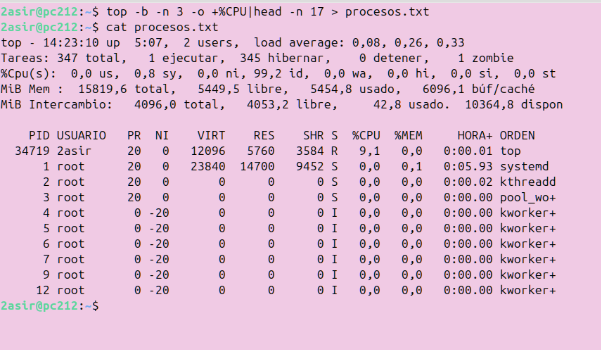 2asir@pc212:~$ top -b -n 3 -o +%CPU|head -n 17 > procesos.txt
2asir@pc212:~$ cat procesos.txt
top - 14:23:10 up  5:07,  2 users,  load average: 0,08, 0,26, 0,33
Tareas: 347 total,   1 ejecutar,  345 hibernar,    0 detener,    1 zombie
%Cpu(s):  0,0 us,  0,8 sy,  0,0 ni, 99,2 id,  0,0 wa,  0,0 hi,  0,0 si,  0,0 st
MiB Mem :  15819,6 total,   5449,5 libre,   5454,8 usado,   6096,1 búf/caché
MiB Intercambio:   4096,0 total,   4053,2 libre,     42,8 usado.  10364,8 dispon
PID USUARIO   PR  NI    VIRT    RES    SHR S  %CPU  %MEM     HORA+ ORDEN
34719 2asir     20   0   12096   5760   3584 R   9,1   0,0   0:00.01 top
1 root      20   0   23840  14700   9452 S   0,0   0,1   0:05.93 systemd
2 root      20   0       0      0      0 S   0,0   0,0   0:00.02 kthreadd
3 root      20   0       0      0      0 S   0,0   0,0   0:00.00 pool_wo+
4 root       0 -20       0      0      0 I   0,0   0,0   0:00.00 kworker+
5 root       0 -20       0      0      0 I   0,0   0,0   0:00.00 kworker+
6 root       0 -20       0      0      0 I   0,0   0,0   0:00.00 kworker+
7 root       0 -20       0      0      0 I   0,0   0,0   0:00.00 kworker+
9 root       0 -20       0      0      0 I   0,0   0,0   0:00.00 kworker+
12 root       0 -20       0      0      0 I   0,0   0,0   0:00.00 kworker+
2asir@pc212:~$